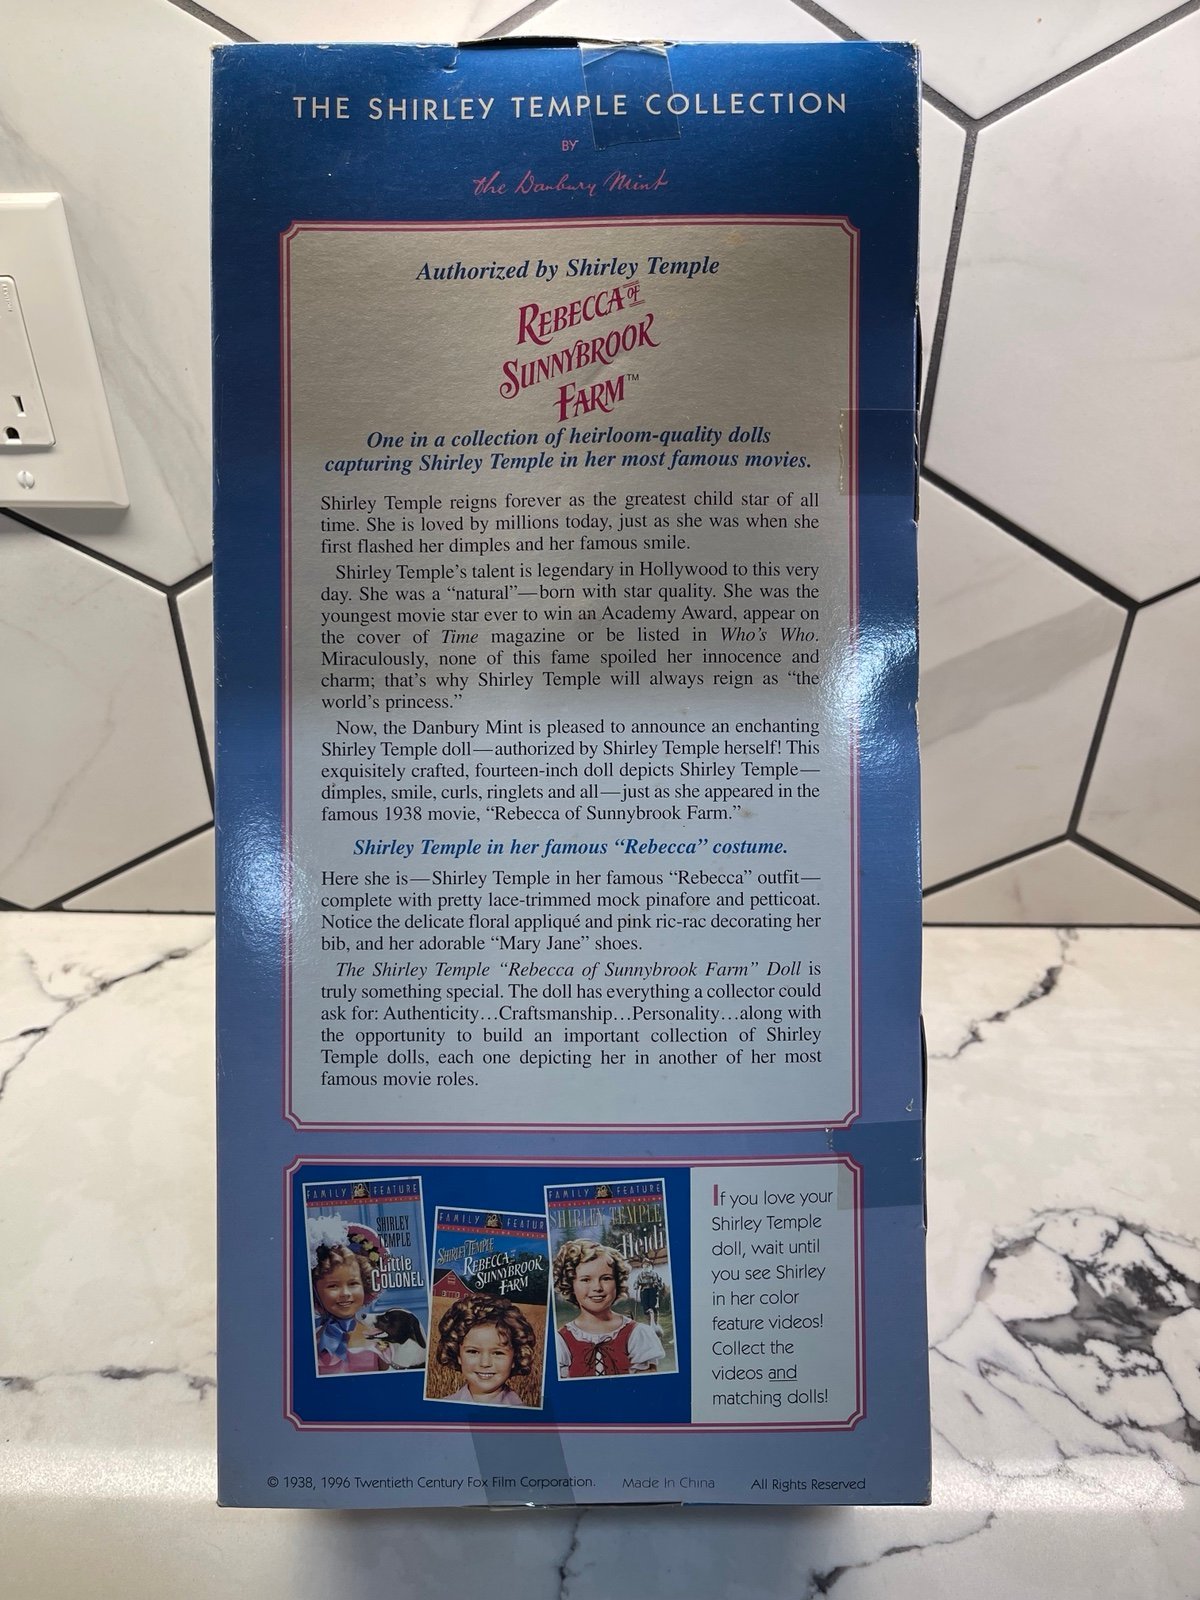 THE SHIRLEY TEMPLE COLLECTION
BY
the Danbury Mint
Authorized by Shirley Temple
REBECCA OF
SUNNYBROOK
FARM™
One in a collection of heirloom-quality dolls
capturing Shirley Temple in her most famous movies.
Shirley Temple reigns forever as the greatest child star of all
time. She is loved by millions today, just as she was when she
first flashed her dimples and her famous smile.
Shirley Temple's talent is legendary in Hollywood to this very
day. She was a “natural”—born with star quality. She was the
youngest movie star ever to win an Academy Award, appear on
the cover of Time magazine or be listed in Who's Who.
Miraculously, none of this fame spoiled her innocence and
charm; that's why Shirley Temple will always reign as “the
world's princess.”
Now, the Danbury Mint is pleased to announce an enchanting
Shirley Temple doll—authorized by Shirley Temple herself! This
exquisitely crafted, fourteen-inch doll depicts Shirley Temple—
dimples, smile, curls, ringlets and all—just as she appeared in the
famous 1938 movie, “Rebecca of Sunnybrook Farm.”
Shirley Temple in her famous “Rebecca” costume.
Here she is—Shirley Temple in her famous “Rebecca” outfit—
complete with pretty lace-trimmed mock pinafore and petticoat.
Notice the delicate floral appliqué and pink ric-rac decorating her
bib, and her adorable “Mary Jane” shoes.
The Shirley Temple “Rebecca of Sunnybrook Farm” Doll is
truly something special. The doll has everything a collector could
ask for: Authenticity…Craftsmanship…Personality…along with
the opportunity to build an important collection of Shirley
Temple dolls, each one depicting her in another of her most
famous movie roles.
FAMILY FEATURE
SHIRLEY
TEMPLE
Little
COLONEL
FAMILY FEATUR
SHIRLEY TEMPLE
REBECCA OF
SUNNYBROOK
FARM
FAMILY FEATURE
SHIRLEY TEMPLE
Heidi
If you love your
Shirley Temple
doll, wait until
you see Shirley
in her color
feature videos!
Collect the
videos and
matching dolls!
© 1938, 1996 Twentieth Century Fox Film Corporation. Made In China All Rights Reserved